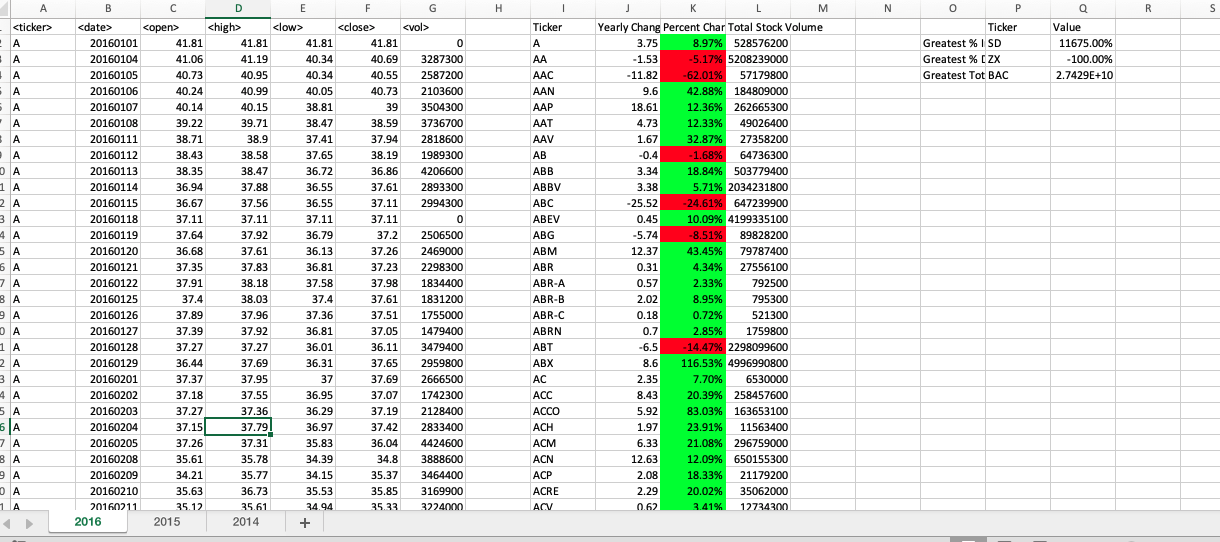 A B C D E F G H I J K L M N O P Q R S
<ticker> <date> <open> <high> <low> <close> <vol> Ticker Yearly Chang Percent Char Total Stock Volume Ticker Value
A 20160101 41.81 41.81 41.81 41.81 0 A 3.75 8.97% 528576200 Greatest % I SD 11675.00%
A 20160104 41.06 41.19 40.34 40.69 3287300 AA -1.53 -5.17% 5208239000 Greatest % D ZX -100.00%
A 20160105 40.73 40.95 40.34 40.55 2587200 AAC -11.82 -62.01% 57179800 Greatest Tot BAC 2.7429E+10
A 20160106 40.24 40.99 40.05 40.73 2103600 AAN 9.6 42.88% 184809000
A 20160107 40.14 40.15 38.81 39 3504300 AAP 18.61 12.36% 262665300
A 20160108 39.22 39.71 38.47 38.59 3736700 AAT 4.73 12.33% 49026400
A 20160111 38.71 38.9 37.41 37.94 2818600 AAV 1.67 32.87% 27358200
A 20160112 38.43 38.58 37.65 38.19 1989300 AB -0.4 -1.68% 64736300
A 20160113 38.35 38.47 36.72 36.86 4206600 ABB 3.34 18.84% 503779400
A 20160114 36.94 37.88 36.55 37.61 2893300 ABBV 3.38 5.71% 2034231800
A 20160115 36.67 37.56 36.55 37.11 2994300 ABC -25.52 -24.61% 647239900
A 20160118 37.11 37.11 37.11 37.11 0 ABEV 0.45 10.09% 4199335100
A 20160119 37.64 37.92 36.79 37.2 2506500 ABG -5.74 -8.51% 89828200
A 20160120 36.68 37.61 36.13 37.26 2469000 ABM 12.37 43.45% 79787400
A 20160121 37.35 37.83 36.81 37.23 2298300 ABR 0.31 4.34% 27556100
A 20160122 37.91 38.18 37.58 37.98 1834400 ABR-A 0.57 2.33% 792500
A 20160125 37.4 38.03 37.4 37.61 1831200 ABR-B 2.02 8.95% 795300
A 20160126 37.89 37.96 37.36 37.51 1755000 ABR-C 0.18 0.72% 521300
A 20160127 37.39 37.92 36.81 37.05 1479400 ABRN 0.7 2.85% 1759800
A 20160128 37.27 37.27 36.01 36.11 3479400 ABT -6.5 -14.47% 2298099600
A 20160129 36.44 37.69 36.31 37.65 2959800 ABX 8.6 116.53% 4996990800
A 20160201 37.37 37.95 37 37.69 2666500 AC 2.35 7.70% 6530000
A 20160202 37.18 37.55 36.95 37.07 1742300 ACC 8.43 20.39% 258457600
A 20160203 37.27 37.36 36.29 37.19 2128400 ACCO 5.92 83.03% 163653100
A 20160204 37.15 37.79 36.97 37.42 2833400 ACH 1.97 23.91% 11563400
A 20160205 37.26 37.31 35.83 36.04 4424600 ACM 6.33 21.08% 296759000
A 20160208 35.61 35.78 34.39 34.8 3888600 ACN 12.63 12.09% 650155300
A 20160209 34.21 35.77 34.15 35.37 3464400 ACP 2.08 18.33% 21179200
A 20160210 35.63 36.73 35.53 35.85 3169900 ACRE 2.29 20.02% 35062000
A 20160211 35.12 35.61 34.94 35.33 3224000 ACV 0.62 3.41% 12734300
2016 2015 2014 +